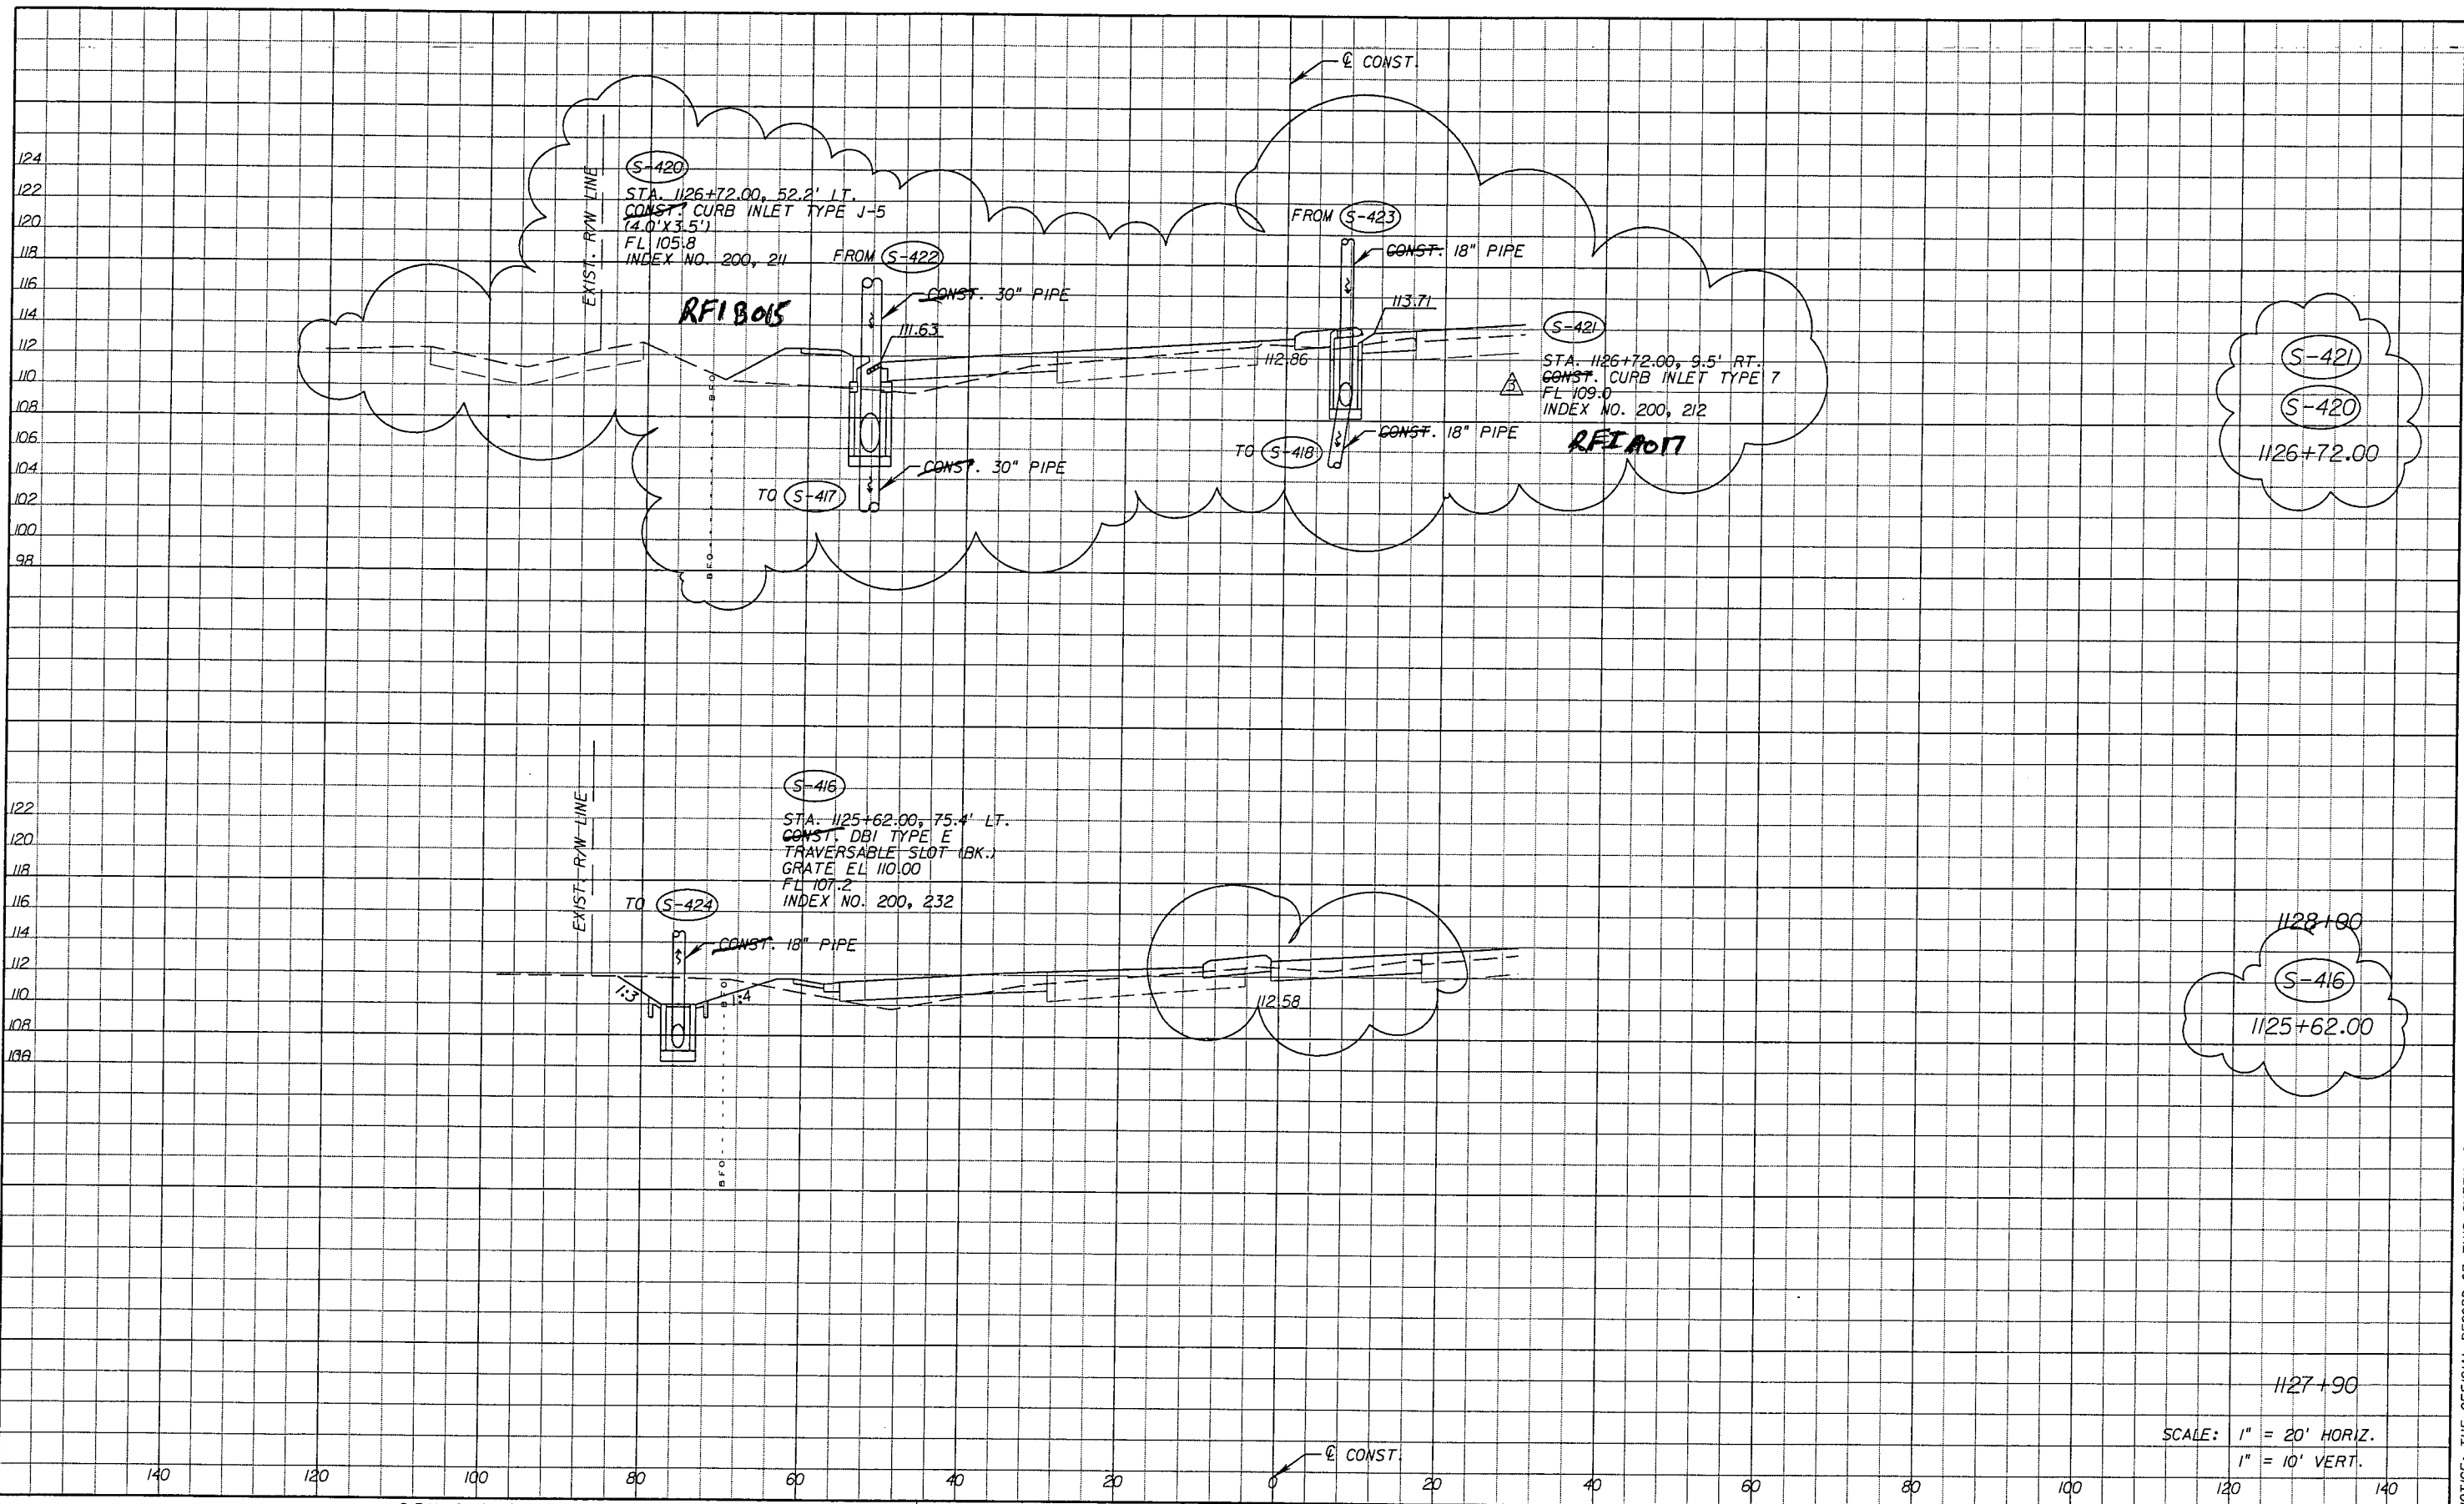 ₵ CONST.
124
122
120
118
116
114
112
110
108
106
104
102
100
98
EXIST. R/W LINE
S-420
STA. 1126+72.00, 52.2' LT.
CONST. CURB INLET TYPE J-5
(4.0'X3.5')
FL 105.8
INDEX NO. 200, 211
RFI B015
FROM S-422
CONST. 30" PIPE
111.63
CONST. 30" PIPE
TO S-417
BFO
BFO
FROM S-423
CONST. 18" PIPE
113.71
112.86
S-421
STA. 1126+72.00, 9.5' RT.
CONST. CURB INLET TYPE 7
FL 109.0
INDEX NO. 200, 212
3
RFI A017
CONST. 18" PIPE
TO S-418
S-421
S-420
1126+72.00
122
120
118
116
114
112
110
108
EXIST. R/W LINE
S-416
STA. 1125+62.00, 75.4' LT.
CONST. DBI TYPE E
TRAVERSABLE SLOT (BK.)
GRATE EL 110.00
FL 107.2
INDEX NO. 200, 232
TO S-424
CONST. 18" PIPE
1:3
1:4
BFO
BFO
112.58
1128+90
S-416
1125+62.00
1127+90
SCALE: 1" = 20' HORIZ.
1" = 10' VERT.
₵ CONST.
140 120 100 80 60 40 20 0 20 40 60 80 100 120 140